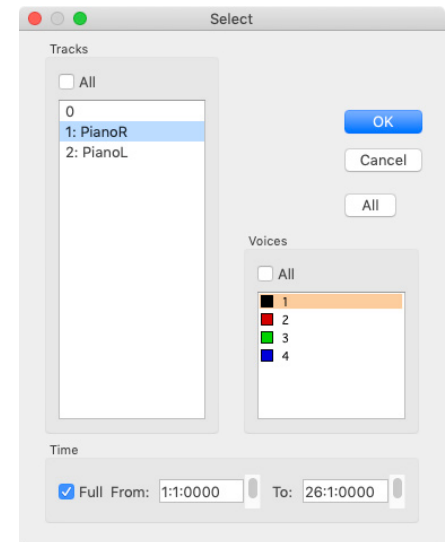 Select
Tracks
All
0
1: PianoR
2: PianoL
OK
Cancel
All
Voices
All
1
2
3
4
Time
Full From: 1:1:0000 To: 26:1:0000